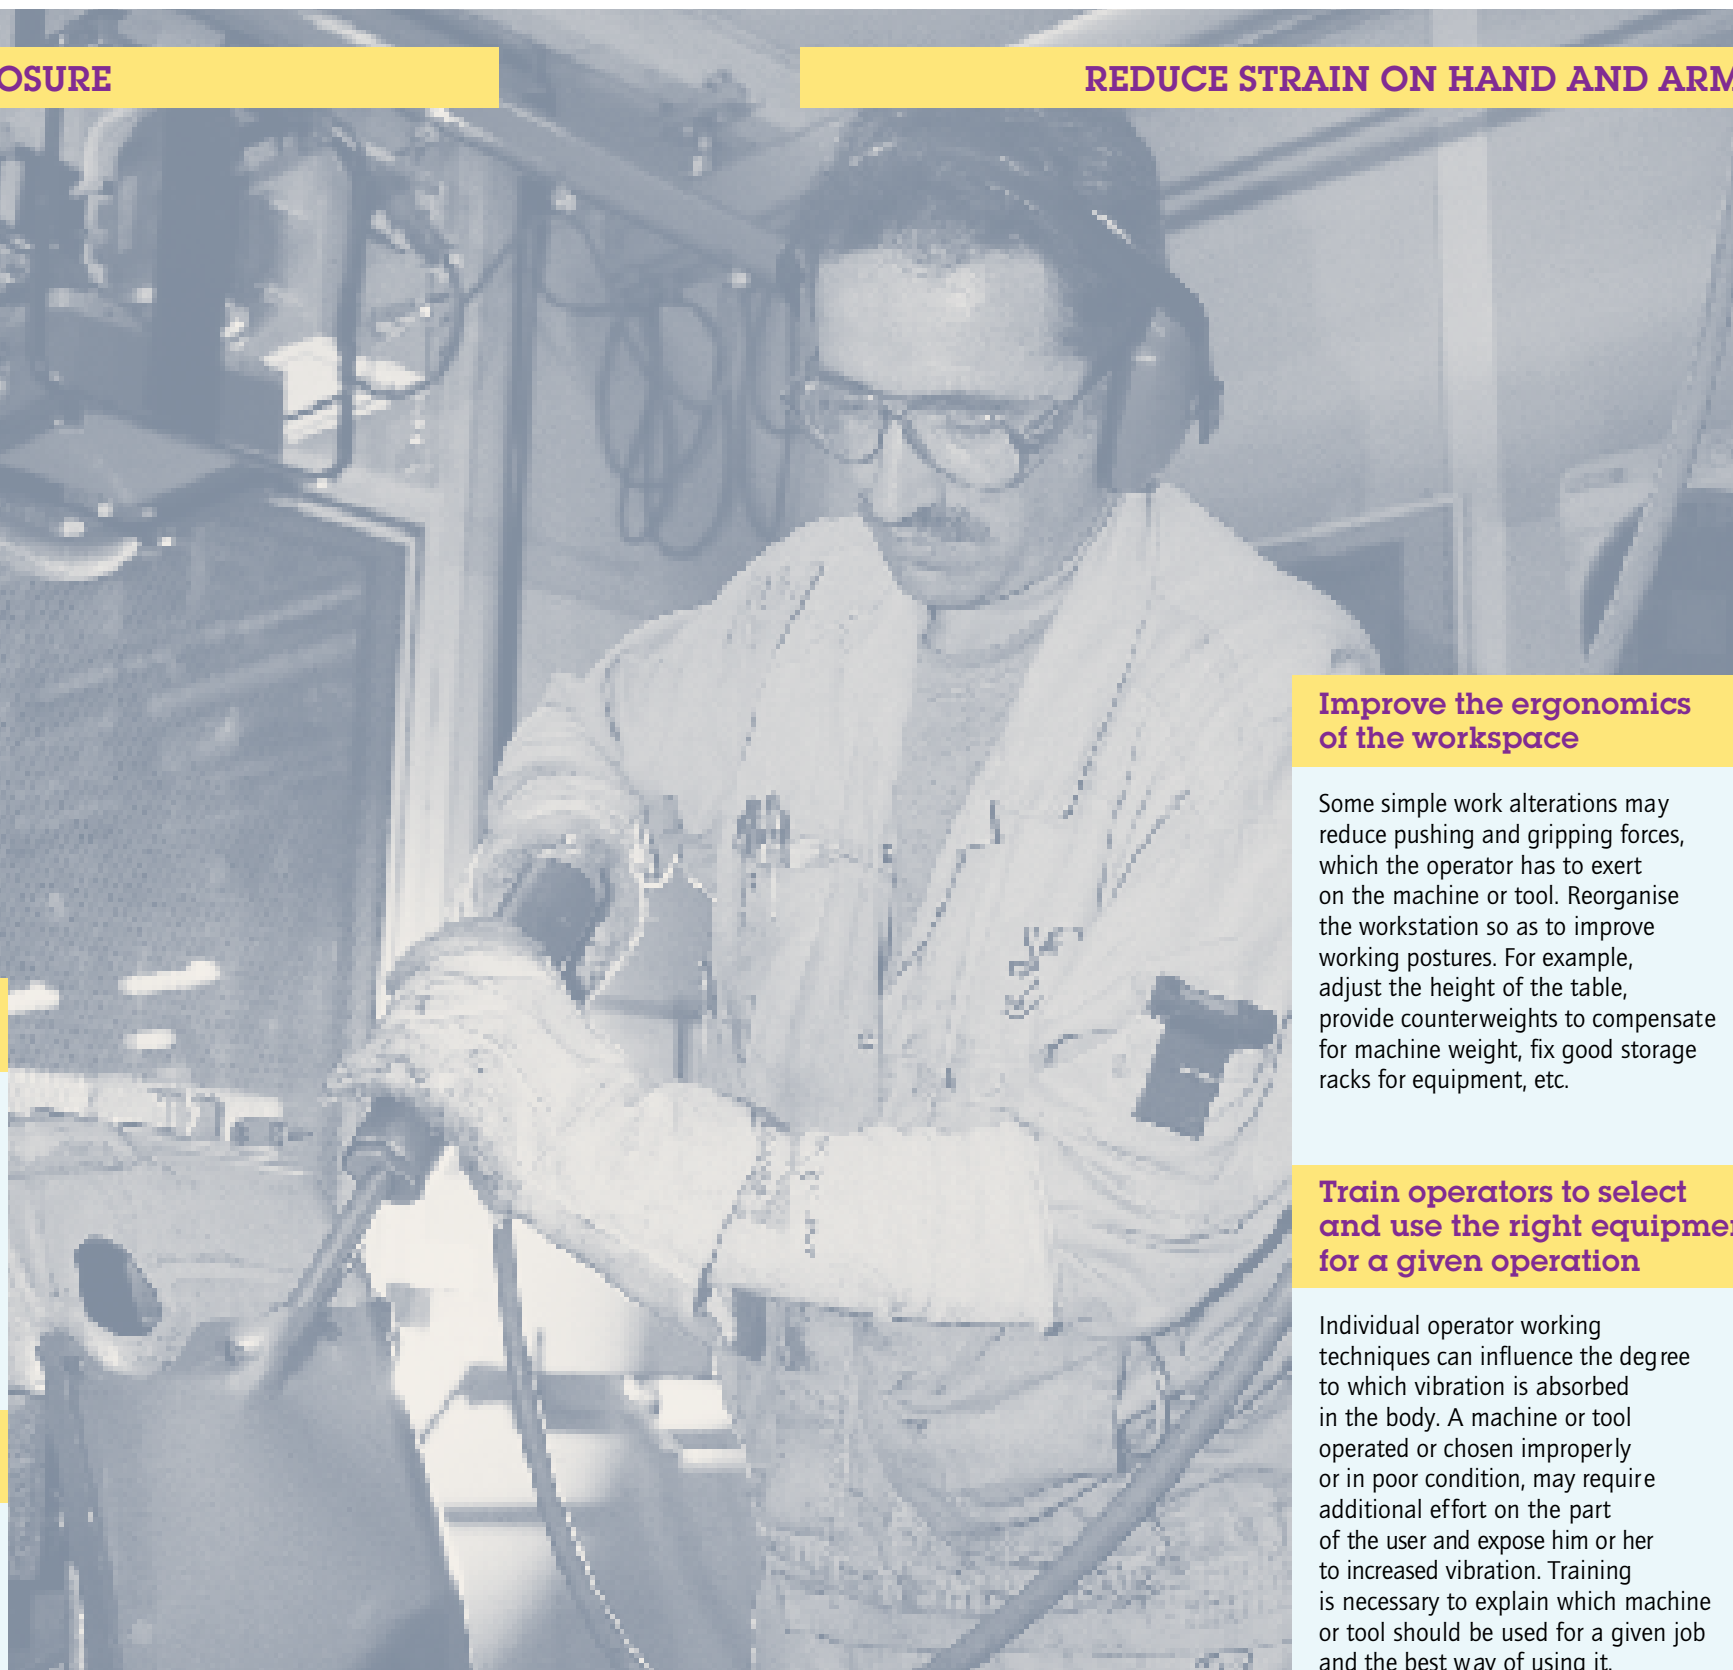 OSURE
REDUCE STRAIN ON HAND AND ARM
Improve the ergonomics
of the workspace
Some simple work alterations may
reduce pushing and gripping forces,
which the operator has to exert
on the machine or tool. Reorganise
the workstation so as to improve
working postures. For example,
adjust the height of the table,
provide counterweights to compensate
for machine weight, fix good storage
racks for equipment, etc.
Train operators to select
and use the right equipmen
for a given operation
Individual operator working
techniques can influence the degree
to which vibration is absorbed
in the body. A machine or tool
operated or chosen improperly
or in poor condition, may require
additional effort on the part
of the user and expose him or her
to increased vibration. Training
is necessary to explain which machine
or tool should be used for a given job
and the best way of using it.